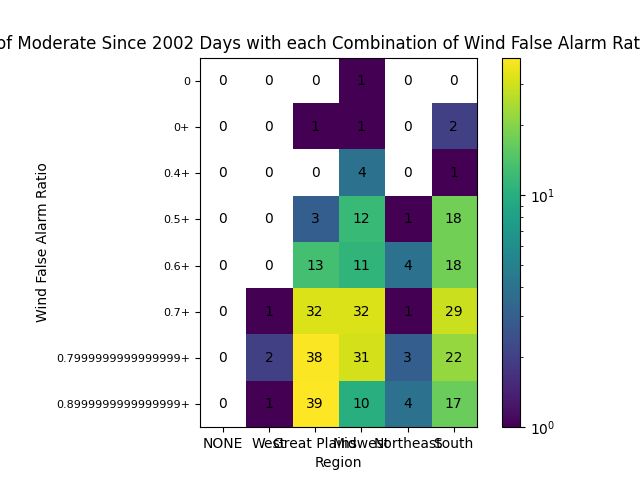 of Moderate Since 2002 Days with each Combination of Wind False Alarm Rat
0 0 0 0 1 0 0
0+ 0 0 1 1 0 2
0.4+ 0 0 0 4 0 1
0.5+ 0 0 3 12 1 18
0.6+ 0 0 13 11 4 18
0.7+ 0 1 32 32 1 29
0.7999999999999999+ 0 2 38 31 3 22
0.8999999999999999+ 0 1 39 10 4 17
NONE West Great Plains Midwest Northeast South
Region
Wind False Alarm Ratio
10¹
10⁰